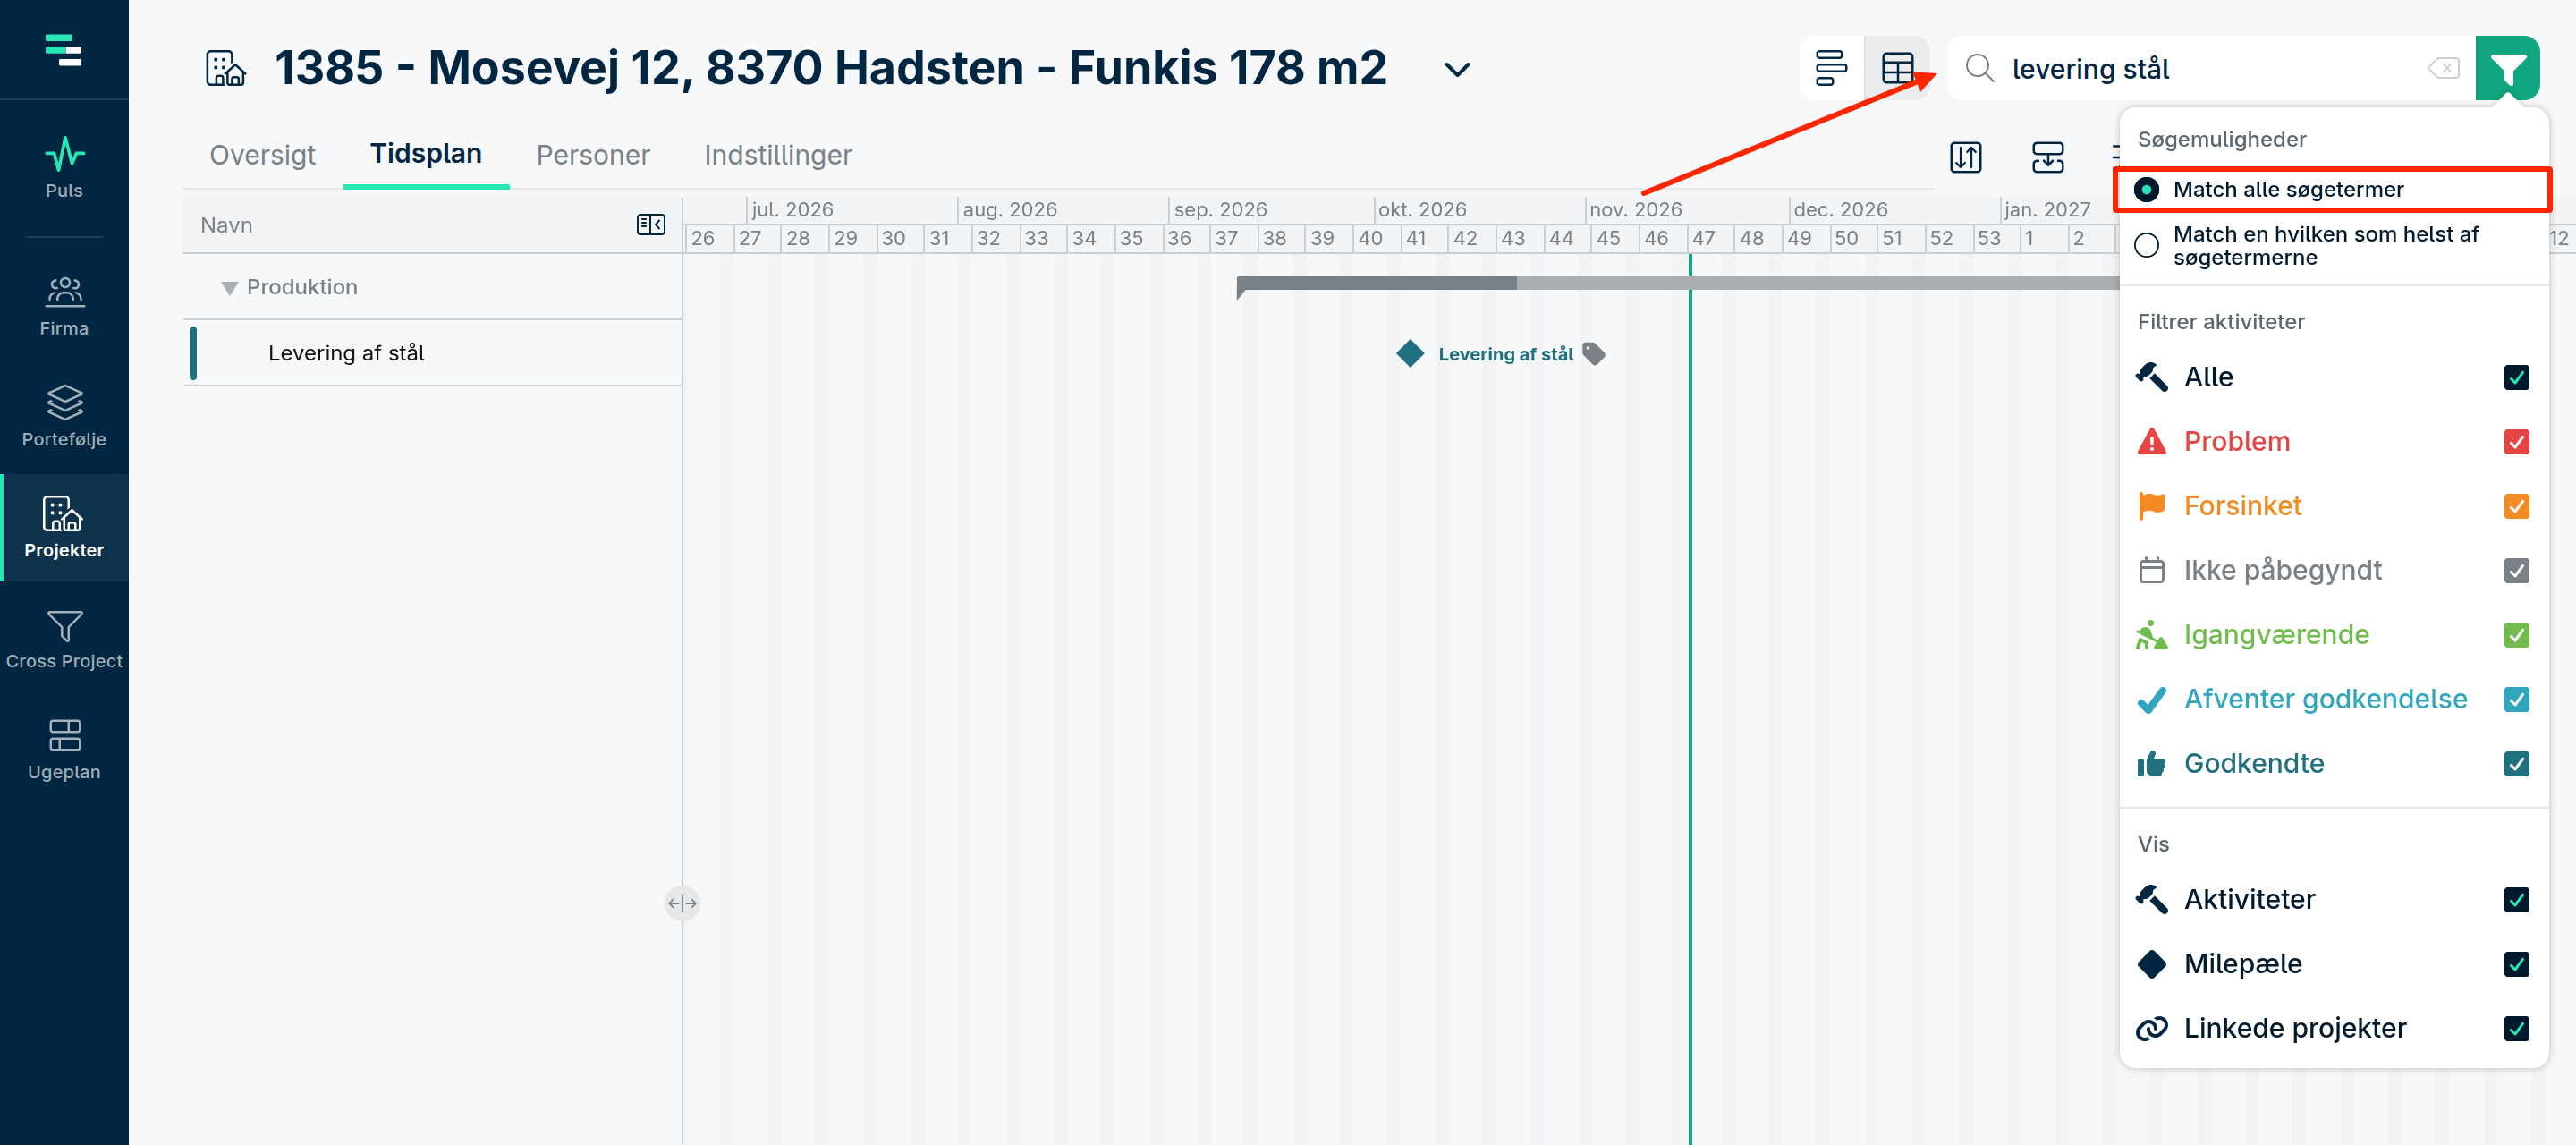 1385 - Mosevej 12, 8370 Hadsten - Funkis 178 m2
levering stål
Oversigt Tidsplan Personer Indstillinger
Puls
Firma
Portefølje
Projekter
Cross Project
Ugeplan
Navn
jul. 2026 aug. 2026 sep. 2026 okt. 2026 nov. 2026 dec. 2026 jan. 2027
26 27 28 29 30 31 32 33 34 35 36 37 38 39 40 41 42 43 44 45 46 47 48 49 50 51 52 53 1 2 12
Produktion
Levering af stål
Levering af stål
Søgemuligheder
Match alle søgetermer
Match en hvilken som helst af
søgetermerne
Filtrer aktiviteter
Alle
Problem
Forsinket
Ikke påbegyndt
Igangværende
Afventer godkendelse
Godkendte
Vis
Aktiviteter
Milepæle
Linkede projekter